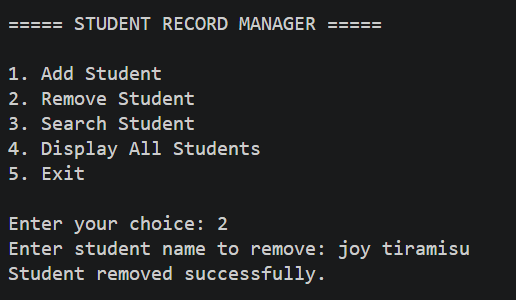 ===== STUDENT RECORD MANAGER =====
1. Add Student
2. Remove Student
3. Search Student
4. Display All Students
5. Exit
Enter your choice: 2
Enter student name to remove: joy tiramisu
Student removed successfully.